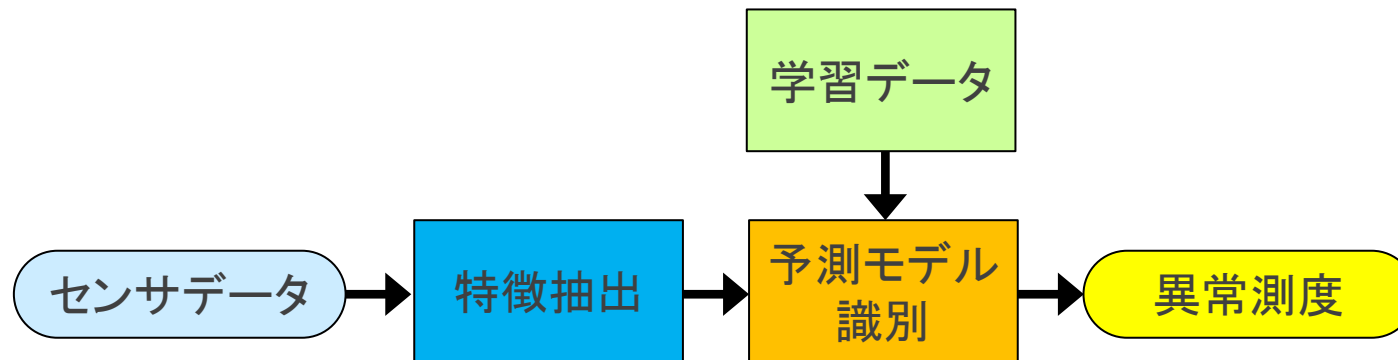 学習データ
センサデータ
特徴抽出
予測モデル
識別
異常測度